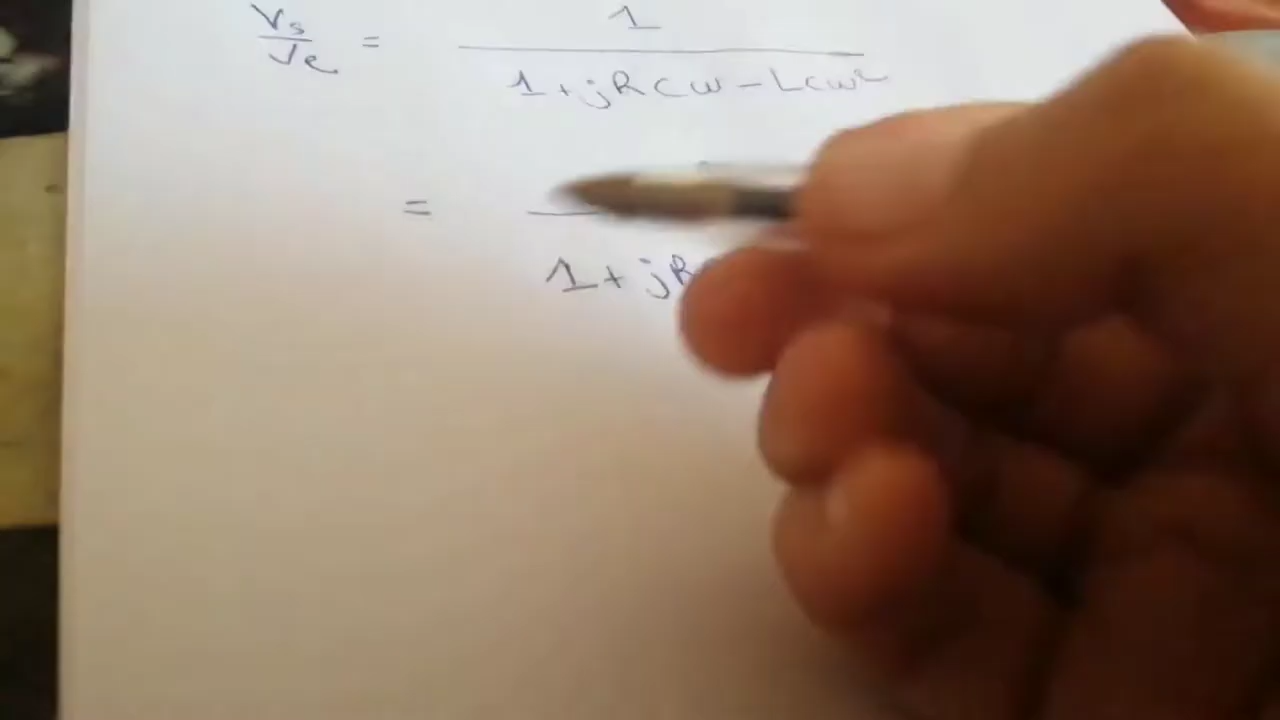 Vs/Ve = 1/(1+jRCω-LCω²)
= 1+jR